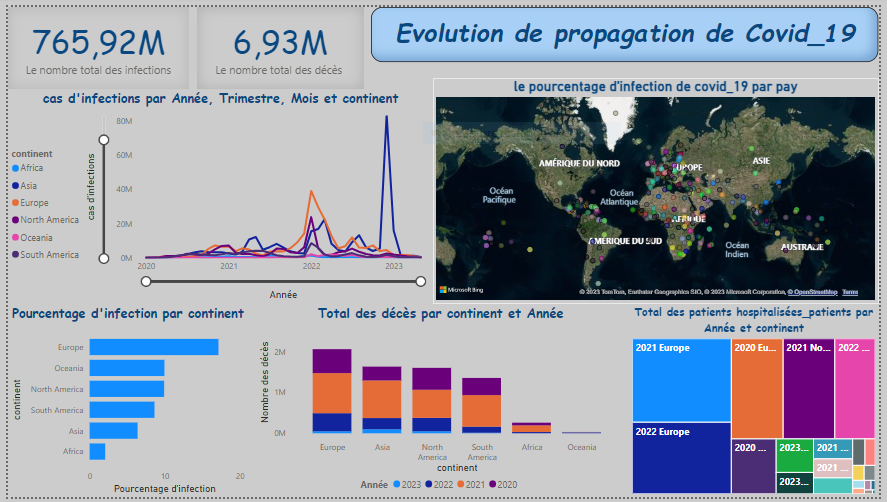 765,92M
Le nombre total des infections
6,93M
Le nombre total des décès
Evolution de propagation de Covid_19
cas d'infections par Année, Trimestre, Mois et continent
continent
Africa
Asia
Europe
North America
Oceania
South America
cas d'infections
80M
60M
40M
20M
0M
2020
2021
2022
2023
Année
le pourcentage d'infection de covid_19 par pay
AMÉRIQUE DU NORD
EUROPE
ASIE
Océan
Pacifique
Océan
Atlantique
AFRIQUE
AMÉRIQUE DU SUD
Océan
Indien
AUSTRALIE
Microsoft Bing
© 2023 TomTom, Earthstar Geographics SIO, © 2023 Microsoft Corporation, © OpenStreetMap Terms
Pourcentage d'infection par continent
continent
Europe
Oceania
North America
South America
Asia
Africa
0
10
20
Pourcentage d'infection
Total des décès par continent et Année
Nombre des décès
2M
1M
0M
Europe
Asia
North
America
South
America
Africa
Oceania
continent
Année
2023
2022
2021
2020
Total des patients hospitalisées_patients par
Année et continent
2021 Europe
2020 Eu...
2021 No...
2022 ...
2022 Europe
2020 ...
2023...
2021 ...
2021 ...
2023...